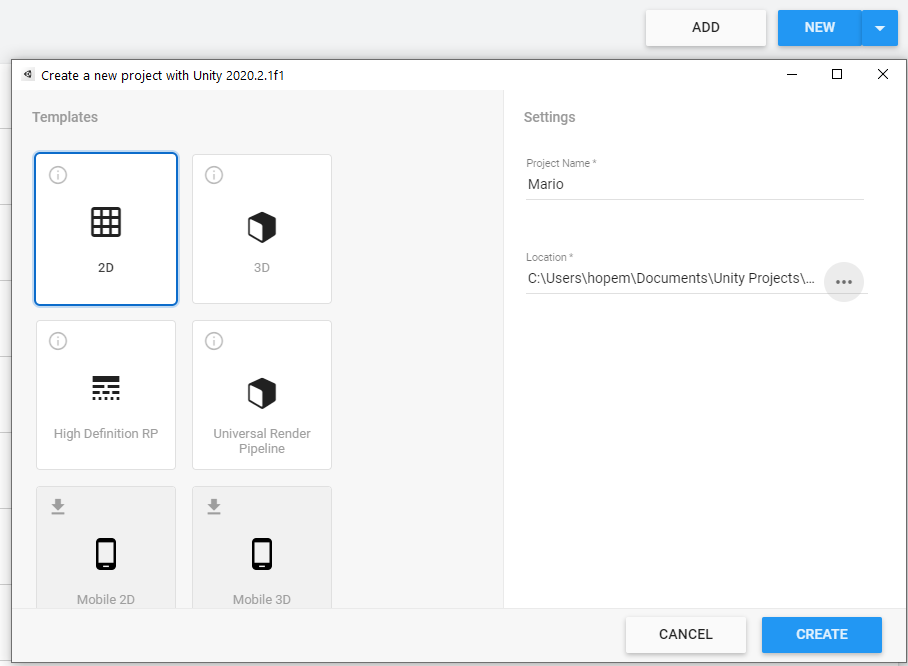 ADD
NEW
Create a new project with Unity 2020.2.1f1
Templates
2D
3D
High Definition RP
Universal Render
Pipeline
Mobile 2D
Mobile 3D
Settings
Project Name *
Mario
Location *
C:\Users\hopem\Documents\Unity Projects\...
CANCEL
CREATE